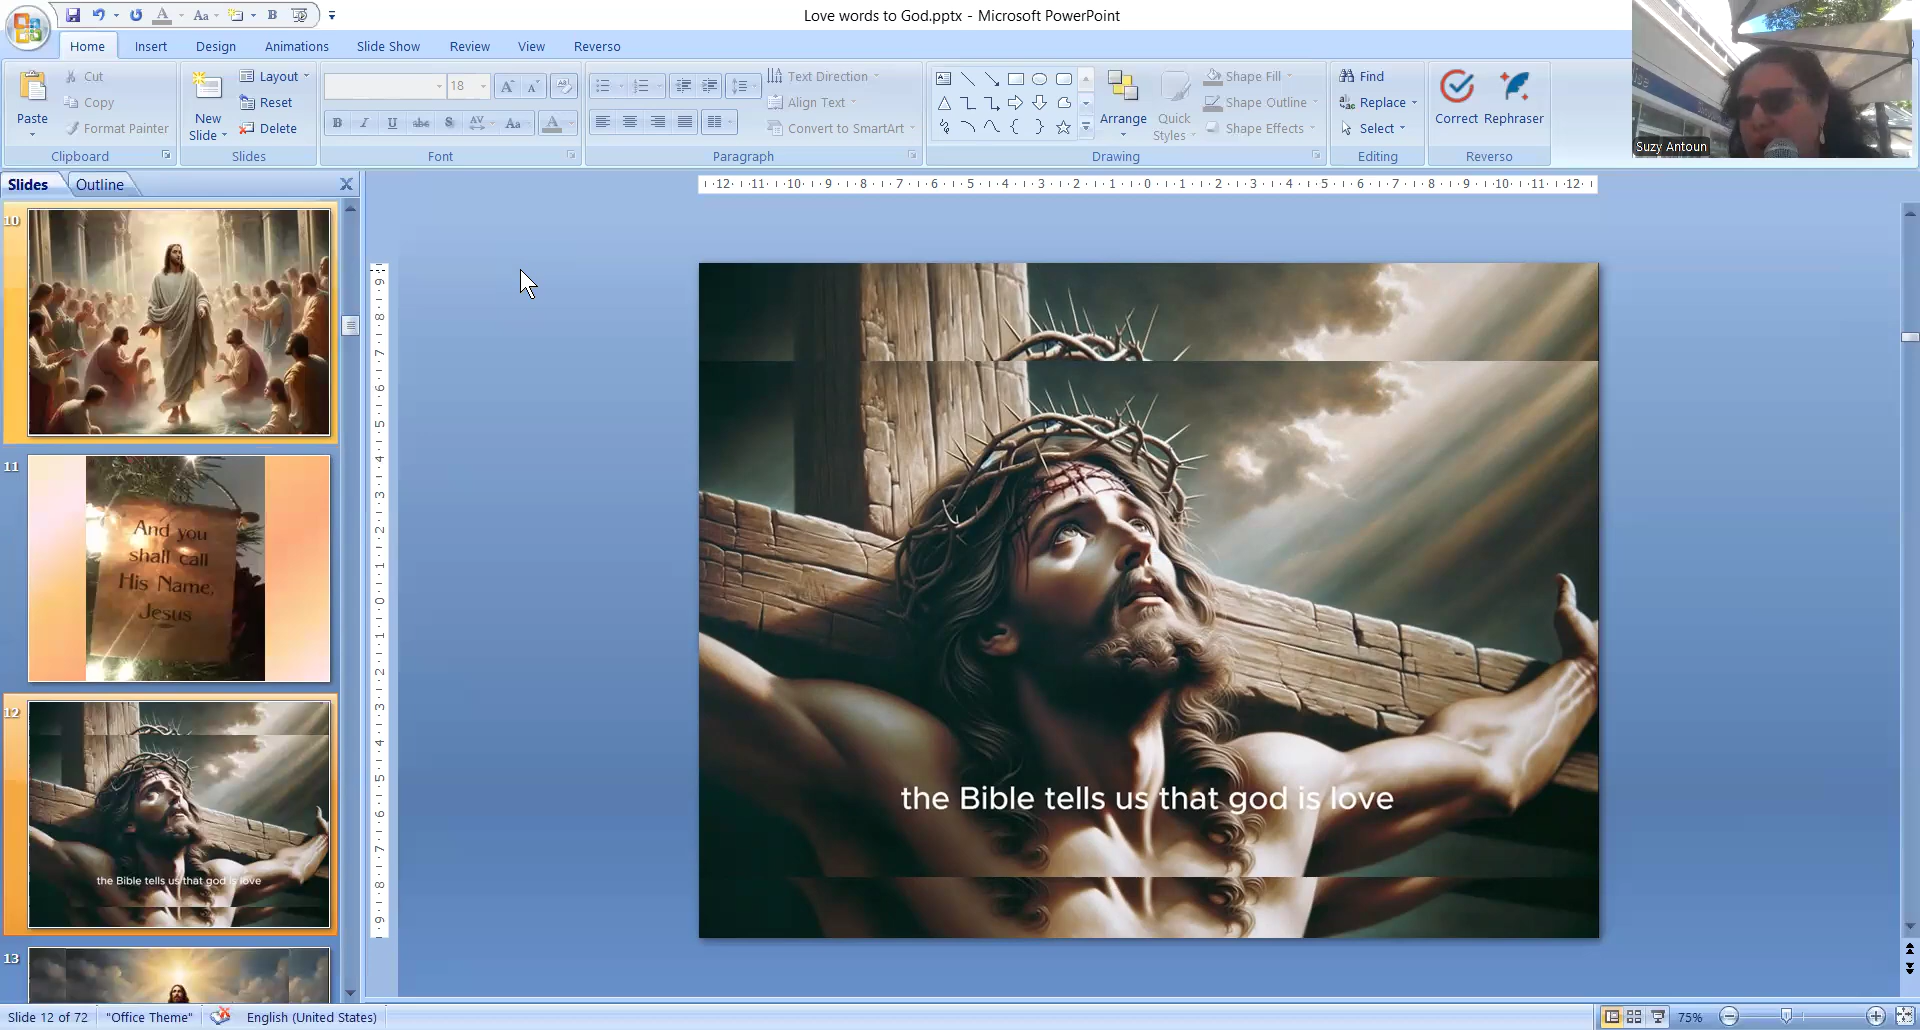 Love words to God.pptx - Microsoft PowerPoint
Home Insert Design Animations Slide Show Review View Reverso
Paste
Cut
Copy
Format Painter
Clipboard
New Slide
Layout
Reset
Delete
Slides
18
Font
Text Direction
Align Text
Convert to SmartArt
Paragraph
Arrange
Quick Styles
Shape Fill
Shape Outline
Shape Effects
Drawing
Find
Replace
Select
Editing
Correct Rephraser
Reverso
Suzy Antoun
Slides Outline
10
11
And you
shall call
His Name,
Jesus
12
the Bible tells us that god is love
13
the Bible tells us that god is love
Slide 12 of 72 "Office Theme" English (United States) 75%